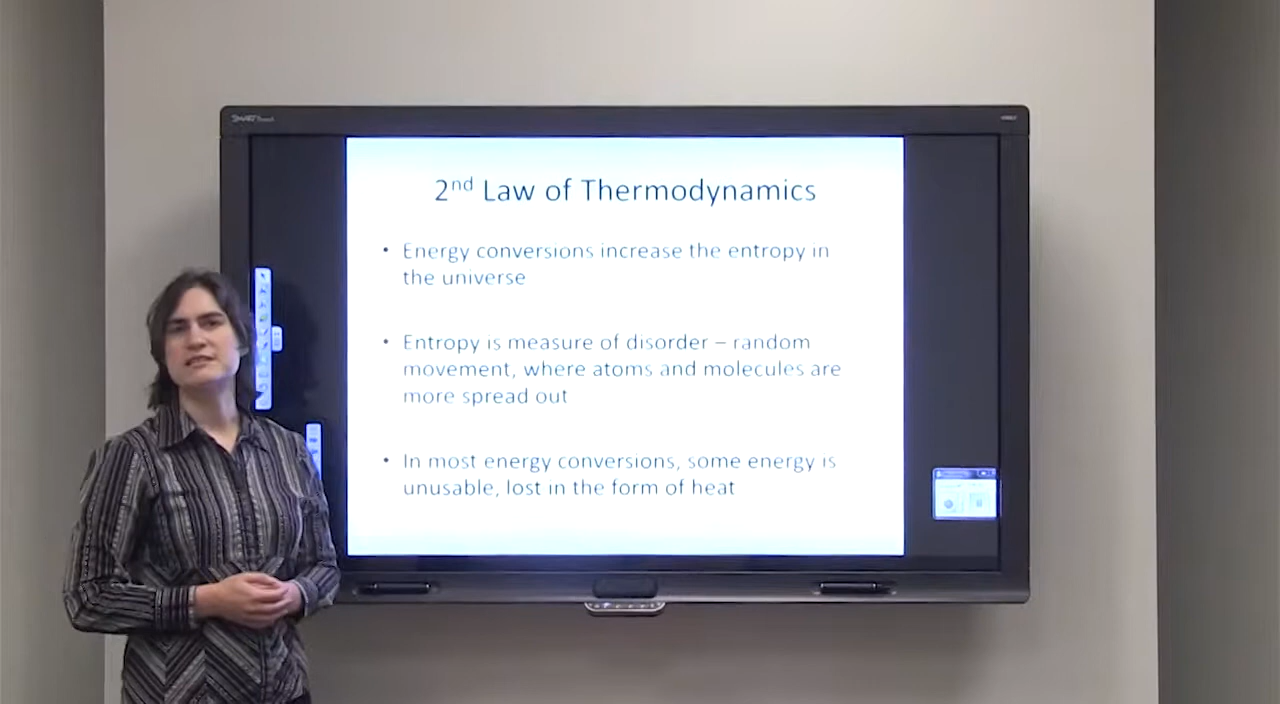 SMART Board
2nd Law of Thermodynamics
• Energy conversions increase the entropy in
the universe
• Entropy is measure of disorder – random
movement, where atoms and molecules are
more spread out
• In most energy conversions, some energy is
unusable, lost in the form of heat